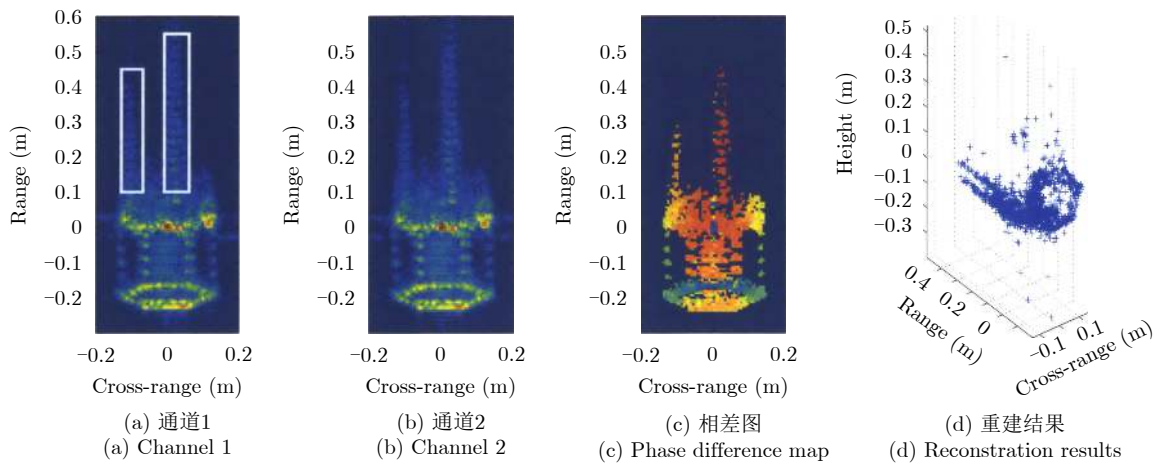 0.6
0.5
0.4
0.3
0.2
0.1
0
−0.1
−0.2
Range (m)
−0.2 0 0.2
Cross-range (m)
(a) 通道1
(a) Channel 1
0.6
0.5
0.4
0.3
0.2
0.1
0
−0.1
−0.2
Range (m)
−0.2 0 0.2
Cross-range (m)
(b) 通道2
(b) Channel 2
0.6
0.5
0.4
0.3
0.2
0.1
0
−0.1
−0.2
Range (m)
−0.2 0 0.2
Cross-range (m)
(c) 相差图
(c) Phase difference map
0.5
0.4
0.3
0.2
0.1
0
−0.1
−0.2
−0.3
Height (m)
0.4 0.2 0
Range (m)
−0.1 0.1
Cross-range (m)
(d) 重建结果
(d) Reconstration results